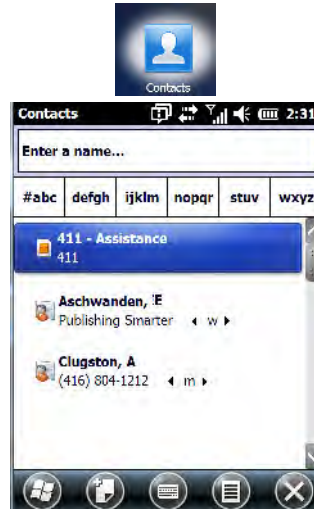 Contacts
Contacts 2:31
Enter a name...
#abc defgh ijklm nopqr stuv wxyz
411 - Assistance
411
Aschwanden, E
Publishing Smarter w
Clugston, A
(416) 804-1212 m